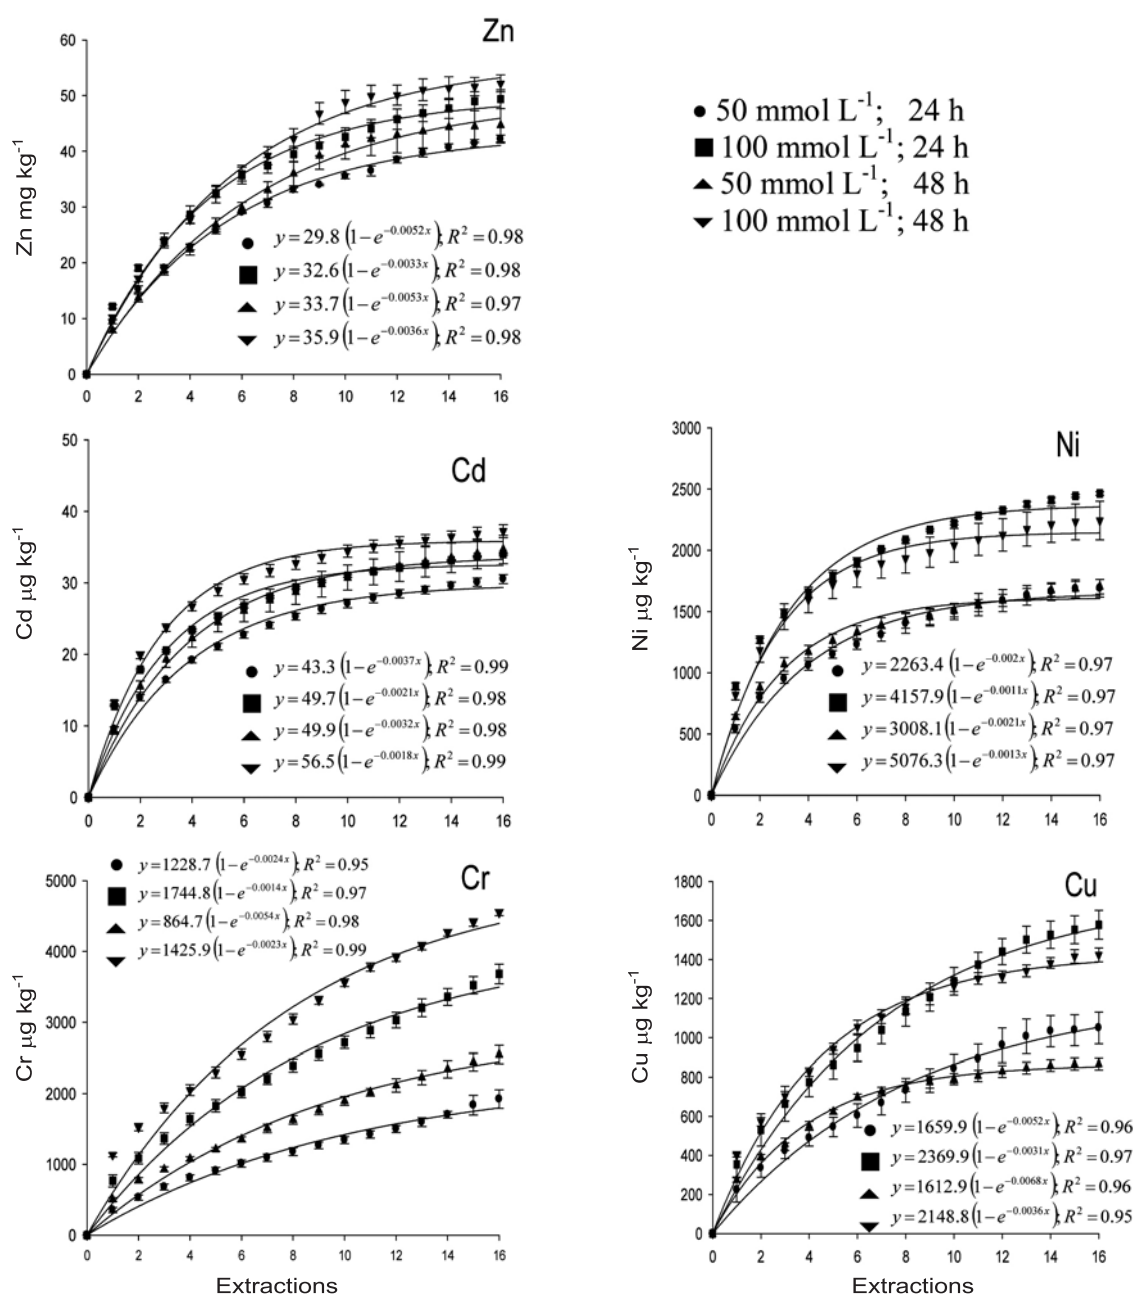 Zn
60
50
40
30
20
10
0
Zn mg kg⁻¹
y = 29.8 (1−e^−0.0052x); R² = 0.98
y = 32.6 (1−e^−0.0033x); R² = 0.98
y = 33.7 (1−e^−0.0053x); R² = 0.97
y = 35.9 (1−e^−0.0036x); R² = 0.98
0 2 4 6 8 10 12 14 16
● 50 mmol L⁻¹; 24 h
■ 100 mmol L⁻¹; 24 h
▲ 50 mmol L⁻¹; 48 h
▼ 100 mmol L⁻¹; 48 h
Cd
50
40
30
20
10
0
Cd µg kg⁻¹
y = 43.3 (1−e^−0.0037x); R² = 0.99
y = 49.7 (1−e^−0.0021x); R² = 0.98
y = 49.9 (1−e^−0.0032x); R² = 0.98
y = 56.5 (1−e^−0.0018x); R² = 0.99
0 2 4 6 8 10 12 14 16
Ni
3000
2500
2000
1500
1000
500
0
Ni µg kg⁻¹
y = 2263.4 (1−e^−0.002x); R² = 0.97
y = 4157.9 (1−e^−0.0011x); R² = 0.97
y = 3008.1 (1−e^−0.0021x); R² = 0.97
y = 5076.3 (1−e^−0.0013x); R² = 0.97
0 2 4 6 8 10 12 14 16
y = 1228.7 (1−e^−0.0024x); R² = 0.95
y = 1744.8 (1−e^−0.0014x); R² = 0.97
y = 864.7 (1−e^−0.0054x); R² = 0.98
y = 1425.9 (1−e^−0.0023x); R² = 0.99
Cr
5000
4000
3000
2000
1000
0
Cr µg kg⁻¹
0 2 4 6 8 10 12 14 16
Extractions
Cu
1800
1600
1400
1200
1000
800
600
400
200
0
Cu µg kg⁻¹
y = 1659.9 (1−e^−0.0052x); R² = 0.96
y = 2369.9 (1−e^−0.0031x); R² = 0.97
y = 1612.9 (1−e^−0.0068x); R² = 0.96
y = 2148.8 (1−e^−0.0036x); R² = 0.95
0 2 4 6 8 10 12 14 16
Extractions